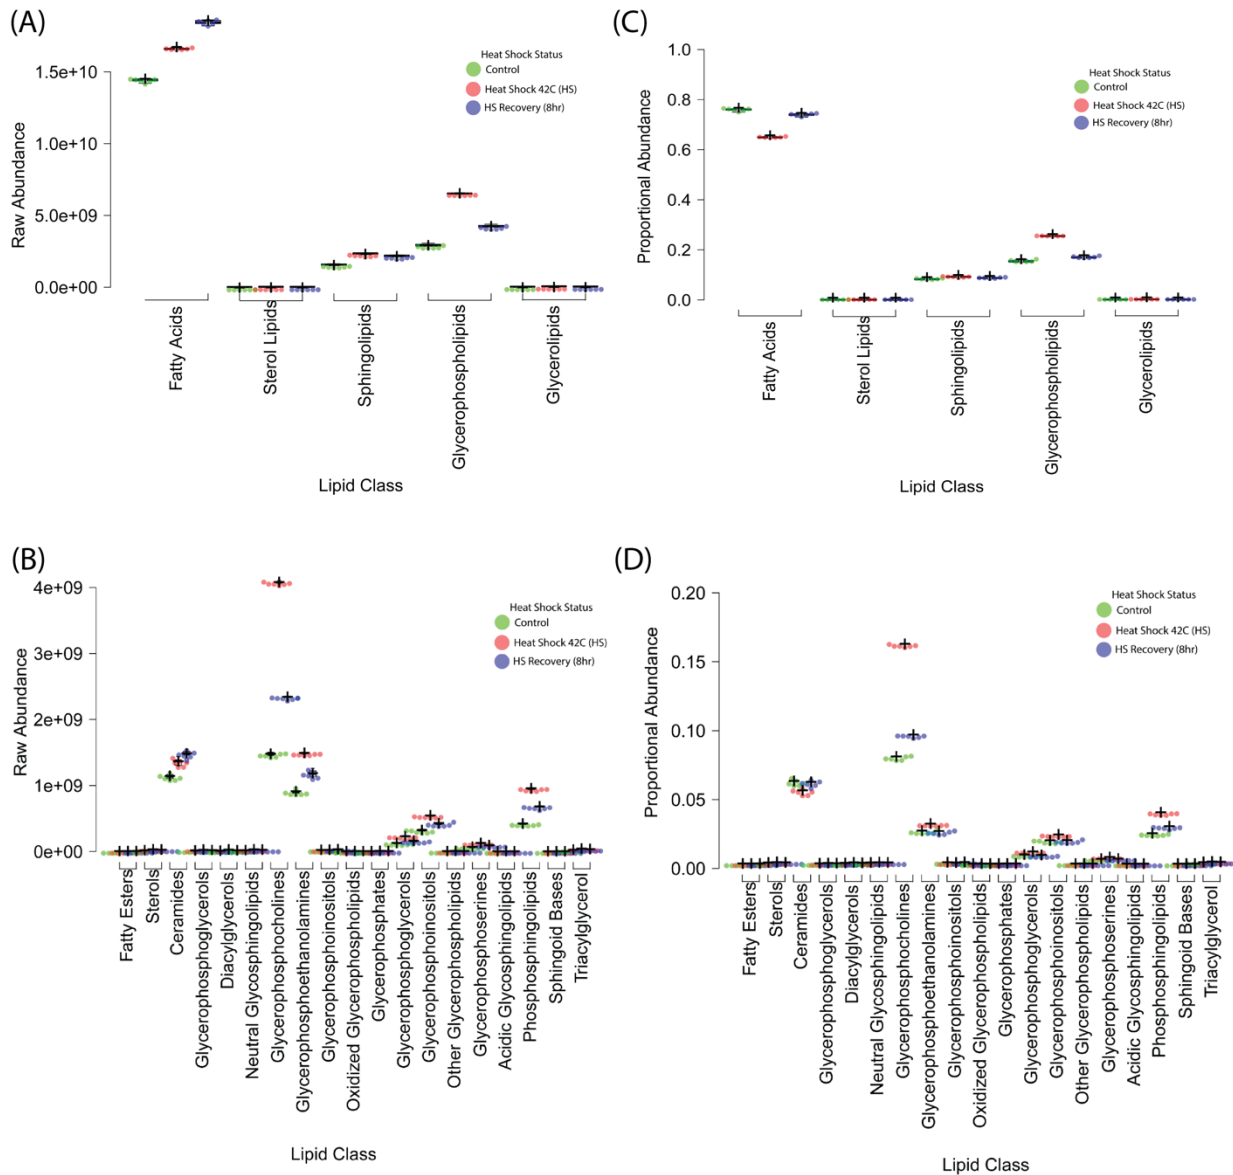 (A)
Raw Abundance
1.5e+10
1.0e+10
5.0e+09
0.0e+00
Heat Shock Status
Control
Heat Shock 42C (HS)
HS Recovery (8hr)
Fatty Acids
Sterol Lipids
Sphingolipids
Glycerophospholipids
Glycerolipids
Lipid Class
(C)
Proportional Abundance
1.0
0.8
0.6
0.4
0.2
0.0
Heat Shock Status
Control
Heat Shock 42C (HS)
HS Recovery (8hr)
Fatty Acids
Sterol Lipids
Sphingolipids
Glycerophospholipids
Glycerolipids
Lipid Class
(B)
Raw Abundance
4e+09
3e+09
2e+09
1e+09
0e+00
Heat Shock Status
Control
Heat Shock 42C (HS)
HS Recovery (8hr)
Fatty Esters
Sterols
Ceramides
Glycerophosphoglycerols
Diacylglycerols
Neutral Glycosphingolipids
Glycerophosphocholines
Glycerophosphoethanolamines
Glycerophosphoinositols
Oxidized Glycerophospholipids
Glycerophosphates
Glycerophosphoglycerols
Glycerophosphoinositols
Other Glycerophospholipids
Glycerophosphoserines
Acidic Glycosphingolipids
Phosphosphingolipids
Sphingoid Bases
Triacylglycerol
Lipid Class
(D)
Proportional Abundance
0.20
0.15
0.10
0.05
0.00
Heat Shock Status
Control
Heat Shock 42C (HS)
HS Recovery (8hr)
Fatty Esters
Sterols
Ceramides
Glycerophosphoglycerols
Diacylglycerols
Neutral Glycosphingolipids
Glycerophosphocholines
Glycerophosphoethanolamines
Glycerophosphoinositols
Oxidized Glycerophospholipids
Glycerophosphates
Glycerophosphoglycerols
Glycerophosphoinositols
Other Glycerophospholipids
Glycerophosphoserines
Acidic Glycosphingolipids
Phosphosphingolipids
Sphingoid Bases
Triacylglycerol
Lipid Class